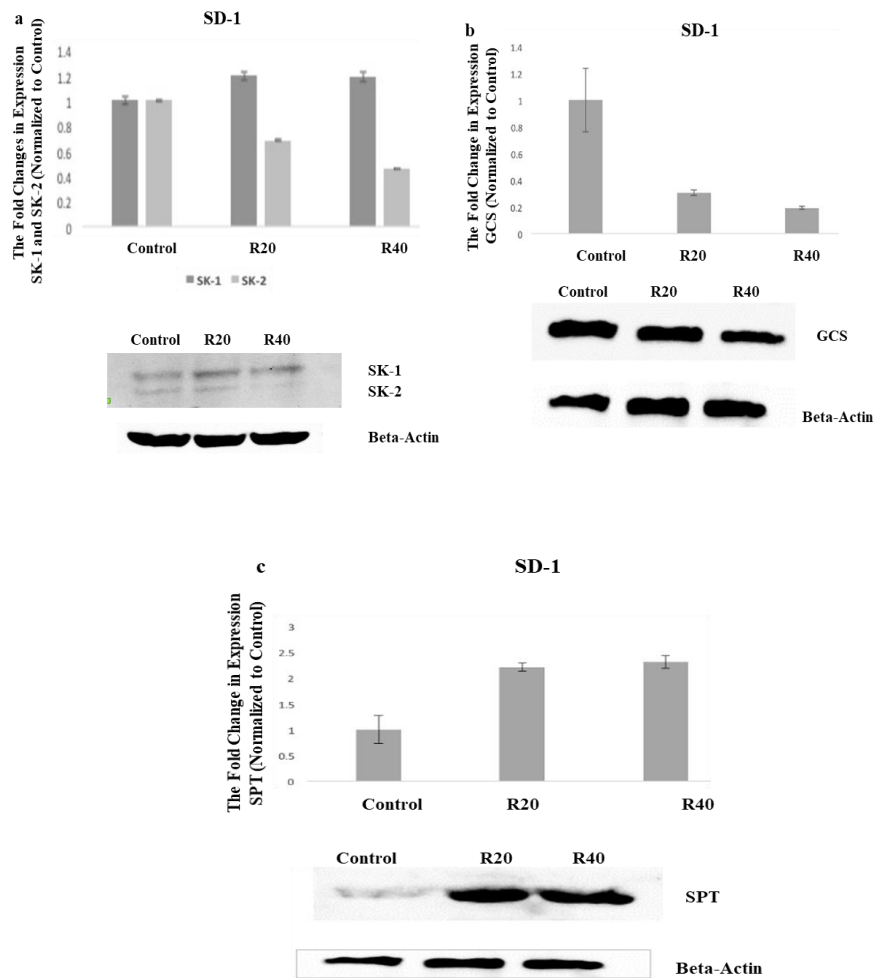 a
SD-1
The Fold Changes in Expression
SK-1 and SK-2 (Normalized to Control)
1.4
1.2
1
0.8
0.6
0.4
0.2
0
Control R20 R40
SK-1 SK-2
Control R20 R40
SK-1
SK-2
Beta-Actin
b
SD-1
The Fold Change in Expression
GCS (Normalized to Control)
1.4
1.2
1
0.8
0.6
0.4
0.2
0
Control R20 R40
Control R20 R40
GCS
Beta-Actin
c
SD-1
The Fold Change in Expression
SPT (Normalized to Control)
3
2.5
2
1.5
1
0.5
0
Control R20 R40
Control R20 R40
SPT
Beta-Actin